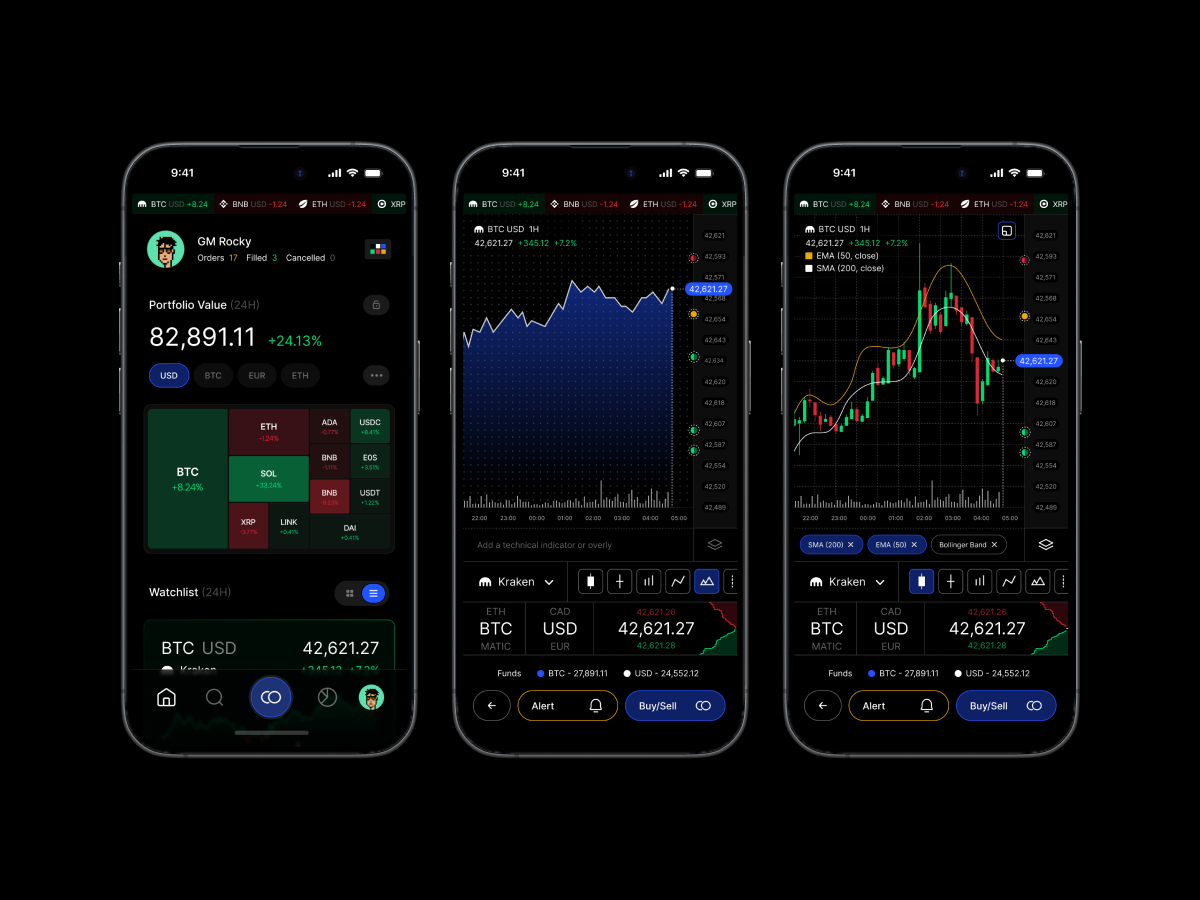 9:41
BTC USD +8.24 BNB USD -1.24 ETH USD -1.24 XRP
GM Rocky
Orders 17 Filled 3 Cancelled 0
Portfolio Value (24H)
82,891.11 +24.13%
USD BTC EUR ETH
BTC
+8.24%
ETH
-1.24%
SOL
+33.24%
XRP
-3.77%
LINK
+0.41%
ADA
-0.77%
USDC
+8.41%
BNB
-1.11%
EOS
+3.51%
BNB
USDT
+1.22%
DAI
+0.41%
Watchlist (24H)
BTC USD 42,621.27
Kraken +345.12 +7.2%
9:41
BTC USD +8.24 BNB USD -1.24 ETH USD -1.24 XRP
BTC USD 1H
42,621.27 +345.12 +7.2%
42,621
42,593
42,571
42,621.27
42,568
42,654
42,643
42,634
42,620
42,618
42,607
42,587
42,554
42,520
42,489
22:00 23:00 00:00 01:00 02:00 03:00 04:00 05:00
Add a technical indicator or overly
Kraken
ETH CAD 42,621.26
BTC USD 42,621.27
MATIC EUR 42,621.28
Funds BTC - 27,891.11 USD - 24,552.12
Alert Buy/Sell
9:41
BTC USD +8.24 BNB USD -1.24 ETH USD -1.24 XRP
BTC USD 1H
42,621.27 +345.12 +7.2%
EMA (50, close)
SMA (200, close)
42,621
42,593
42,571
42,568
42,654
42,643
42,621.27
42,620
42,618
42,607
42,587
42,554
42,520
42,489
22:00 23:00 00:00 01:00 02:00 03:00 04:00 05:00
SMA (200) EMA (50) Bollinger Band
Kraken
ETH CAD 42,621.26
BTC USD 42,621.27
MATIC EUR 42,621.28
Funds BTC - 27,891.11 USD - 24,552.12
Alert Buy/Sell